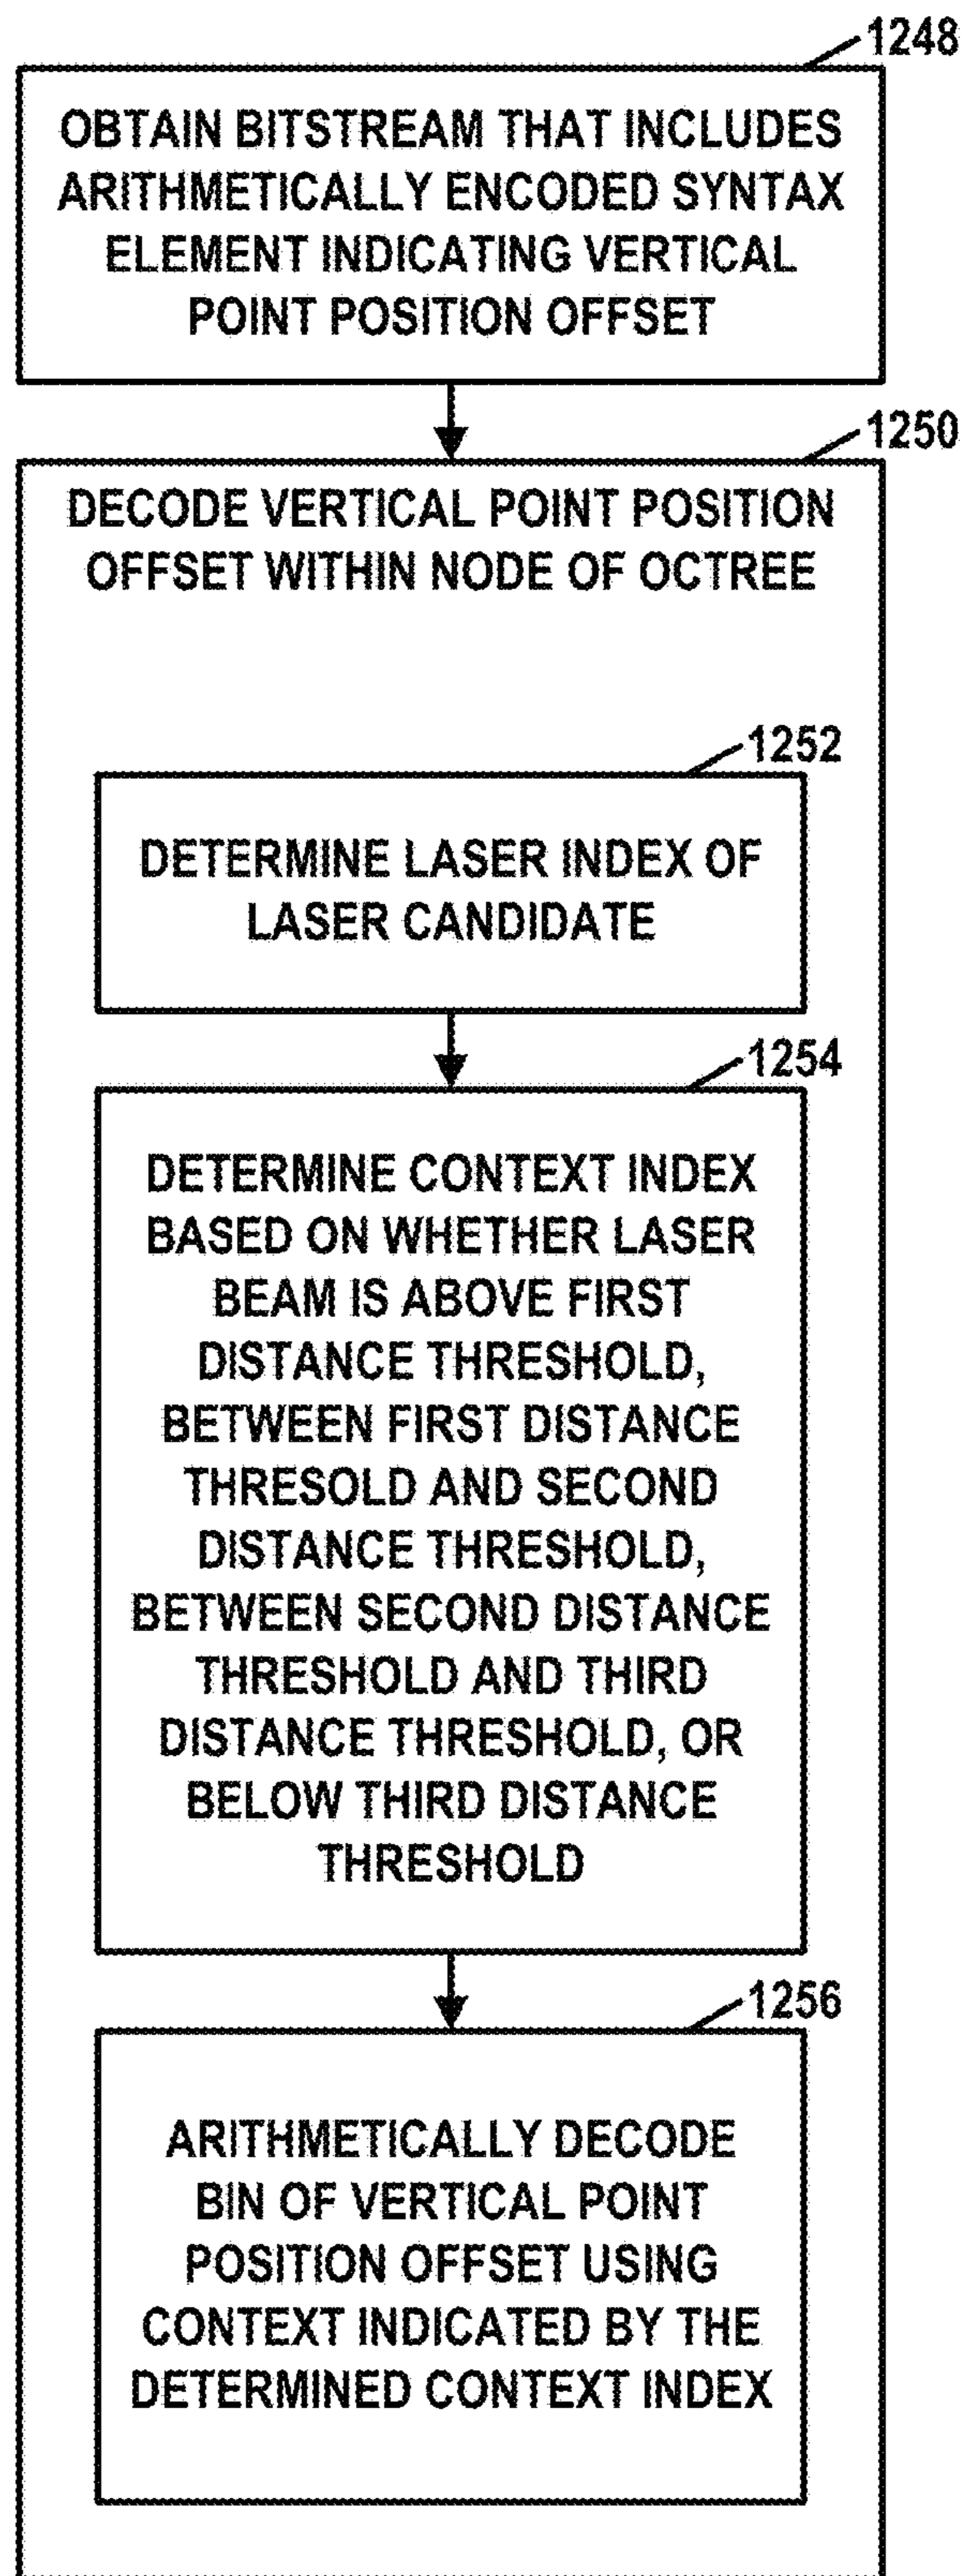 1248
OBTAIN BITSTREAM THAT INCLUDES
ARITHMETICALLY ENCODED SYNTAX
ELEMENT INDICATING VERTICAL
POINT POSITION OFFSET
1250
DECODE VERTICAL POINT POSITION
OFFSET WITHIN NODE OF OCTREE
1252
DETERMINE LASER INDEX OF
LASER CANDIDATE
1254
DETERMINE CONTEXT INDEX
BASED ON WHETHER LASER
BEAM IS ABOVE FIRST
DISTANCE THRESHOLD,
BETWEEN FIRST DISTANCE
THRESOLD AND SECOND
DISTANCE THRESHOLD,
BETWEEN SECOND DISTANCE
THRESHOLD AND THIRD
DISTANCE THRESHOLD, OR
BELOW THIRD DISTANCE
THRESHOLD
1256
ARITHMETICALLY DECODE
BIN OF VERTICAL POINT
POSITION OFFSET USING
CONTEXT INDICATED BY THE
DETERMINED CONTEXT INDEX